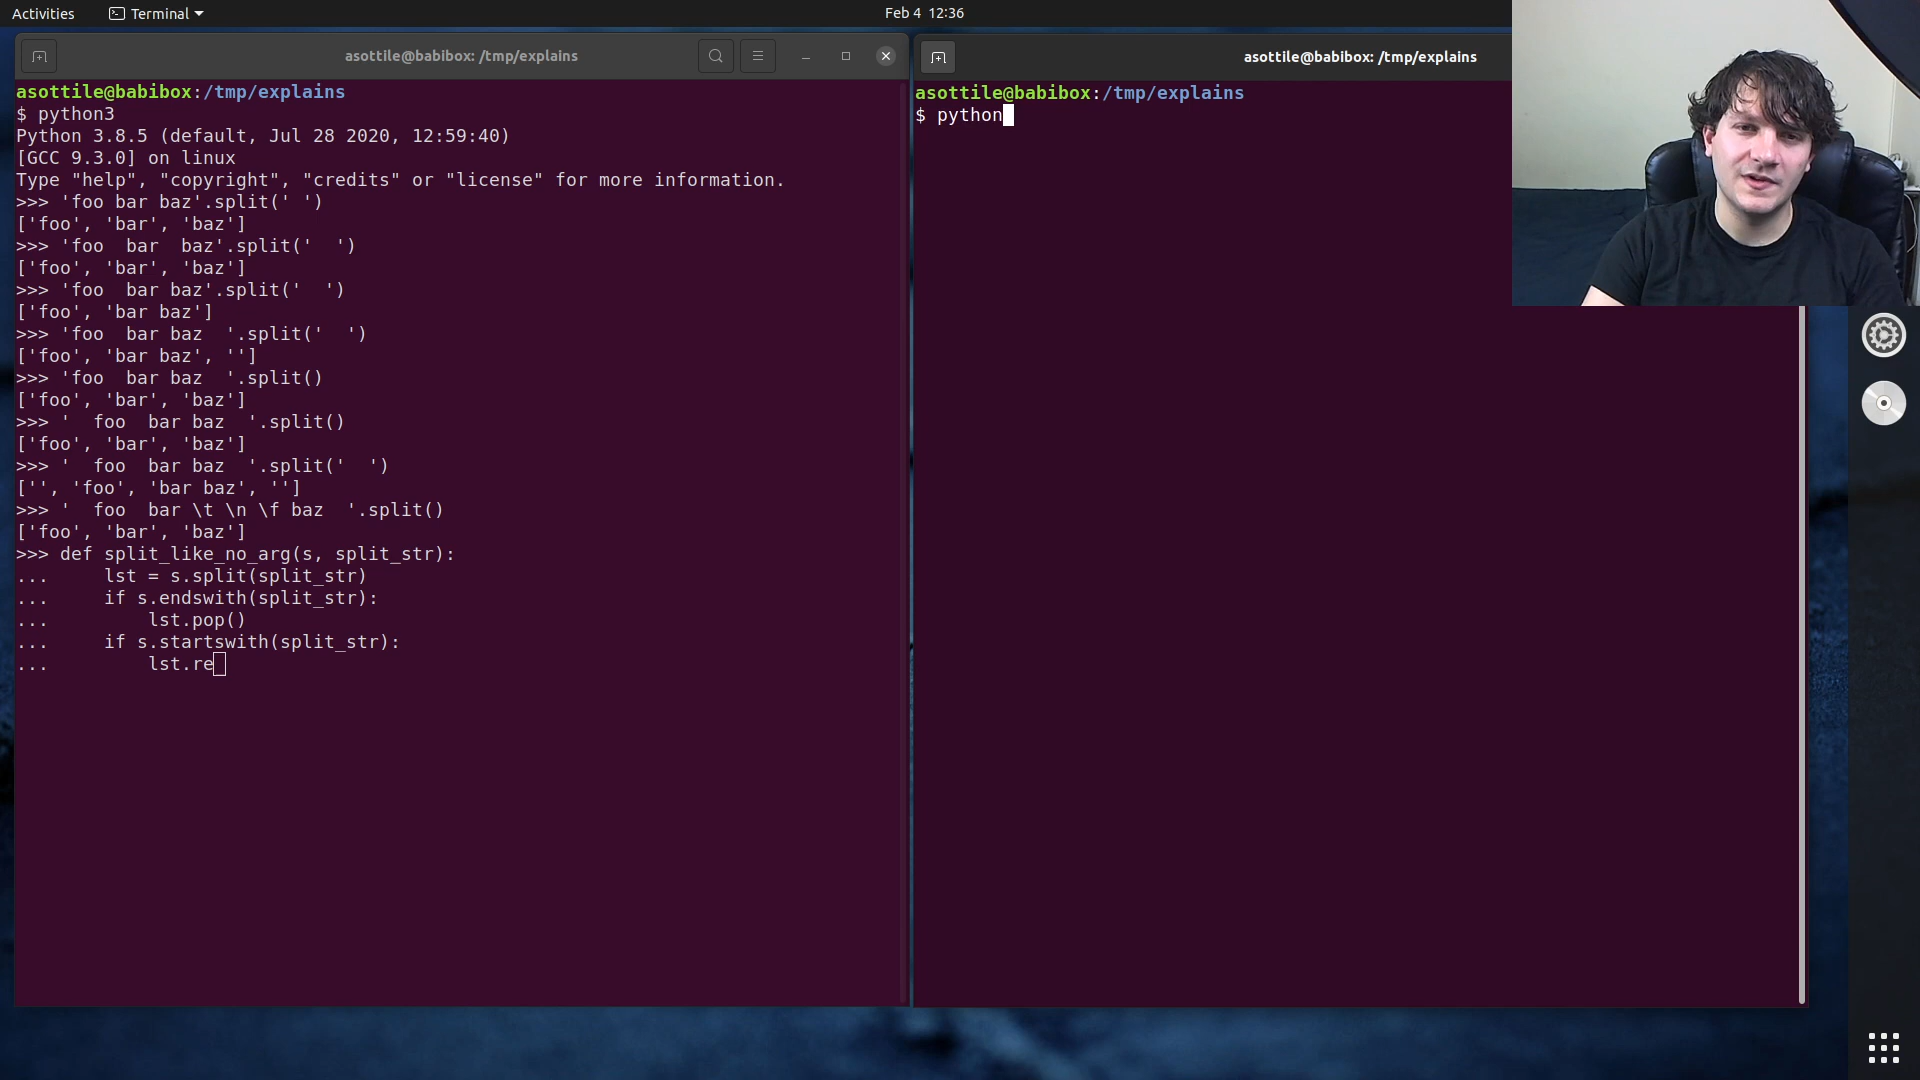 Activities
Terminal
Feb 4 12:36
asottile@babibox: /tmp/explains
asottile@babibox:/tmp/explains
$ python3
Python 3.8.5 (default, Jul 28 2020, 12:59:40)
[GCC 9.3.0] on linux
Type "help", "copyright", "credits" or "license" for more information.
>>> 'foo bar baz'.split(' ')
['foo', 'bar', 'baz']
>>> 'foo  bar  baz'.split('  ')
['foo', 'bar', 'baz']
>>> 'foo  bar baz'.split('  ')
['foo', 'bar baz']
>>> 'foo  bar baz  '.split('  ')
['foo', 'bar baz', '']
>>> 'foo  bar baz  '.split()
['foo', 'bar', 'baz']
>>> '  foo  bar baz  '.split()
['foo', 'bar', 'baz']
>>> '  foo  bar baz  '.split('  ')
['', 'foo', 'bar baz', '']
>>> '  foo  bar \t \n \f baz  '.split()
['foo', 'bar', 'baz']
>>> def split_like_no_arg(s, split_str):
...     lst = s.split(split_str)
...     if s.endswith(split_str):
...         lst.pop()
...     if s.startswith(split_str):
...         lst.re
asottile@babibox: /tmp/explains
asottile@babibox:/tmp/explains
$ python